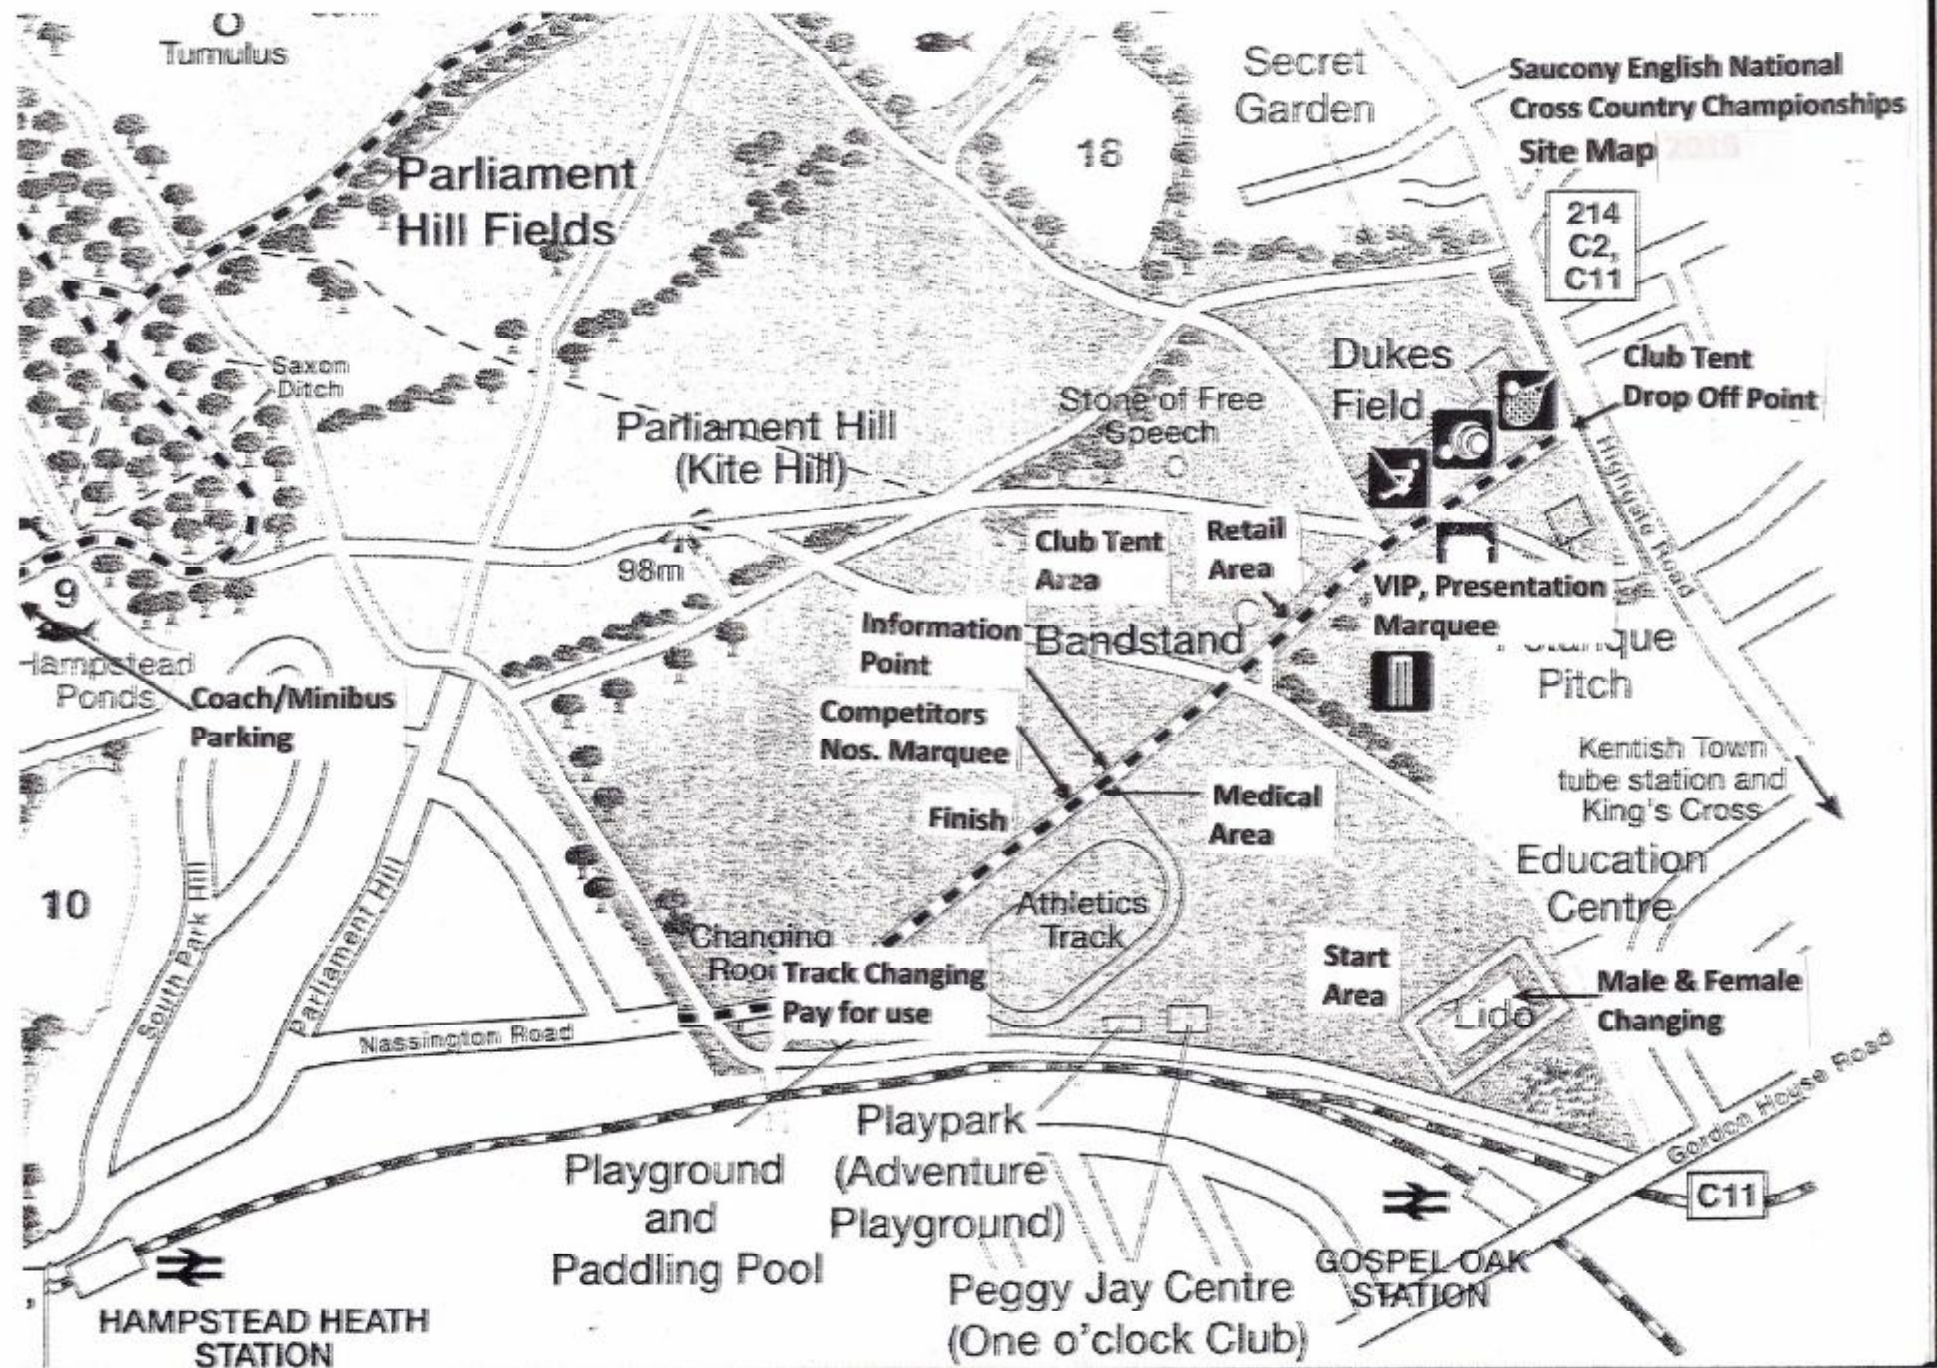 Tumulus
Secret
Garden
Saucony English National
Cross Country Championships
Site Map 2019
18
Parliament
Hill Fields
214
C2,
C11
Saxom
Ditch
Dukes
Field
Club Tent
Drop Off Point
Stone of Free
Speech
Parliament Hill
(Kite Hill)
98m
Club Tent
Area
Retail
Area
Highgate Road
VIP, Presentation
Marquee
Pitch
9
Hampstead
Ponds
Coach/Minibus
Parking
Information
Point
Bandstand
Competitors
Nos. Marquee
Finish
Medical
Area
Kentish Town
tube station and
King's Cross
Education
Centre
10
South Park Hill
Parliament Hill
Nassington Road
Changing
Track Changing
Pay for use
Athletics
Track
Start
Area
Lido
Male & Female
Changing
Gordon House Road
C11
Playpark
(Adventure
Playground)
Playground
and
Paddling Pool
Peggy Jay Centre
(One o'clock Club)
GOSPEL OAK
STATION
HAMPSTEAD HEATH
STATION